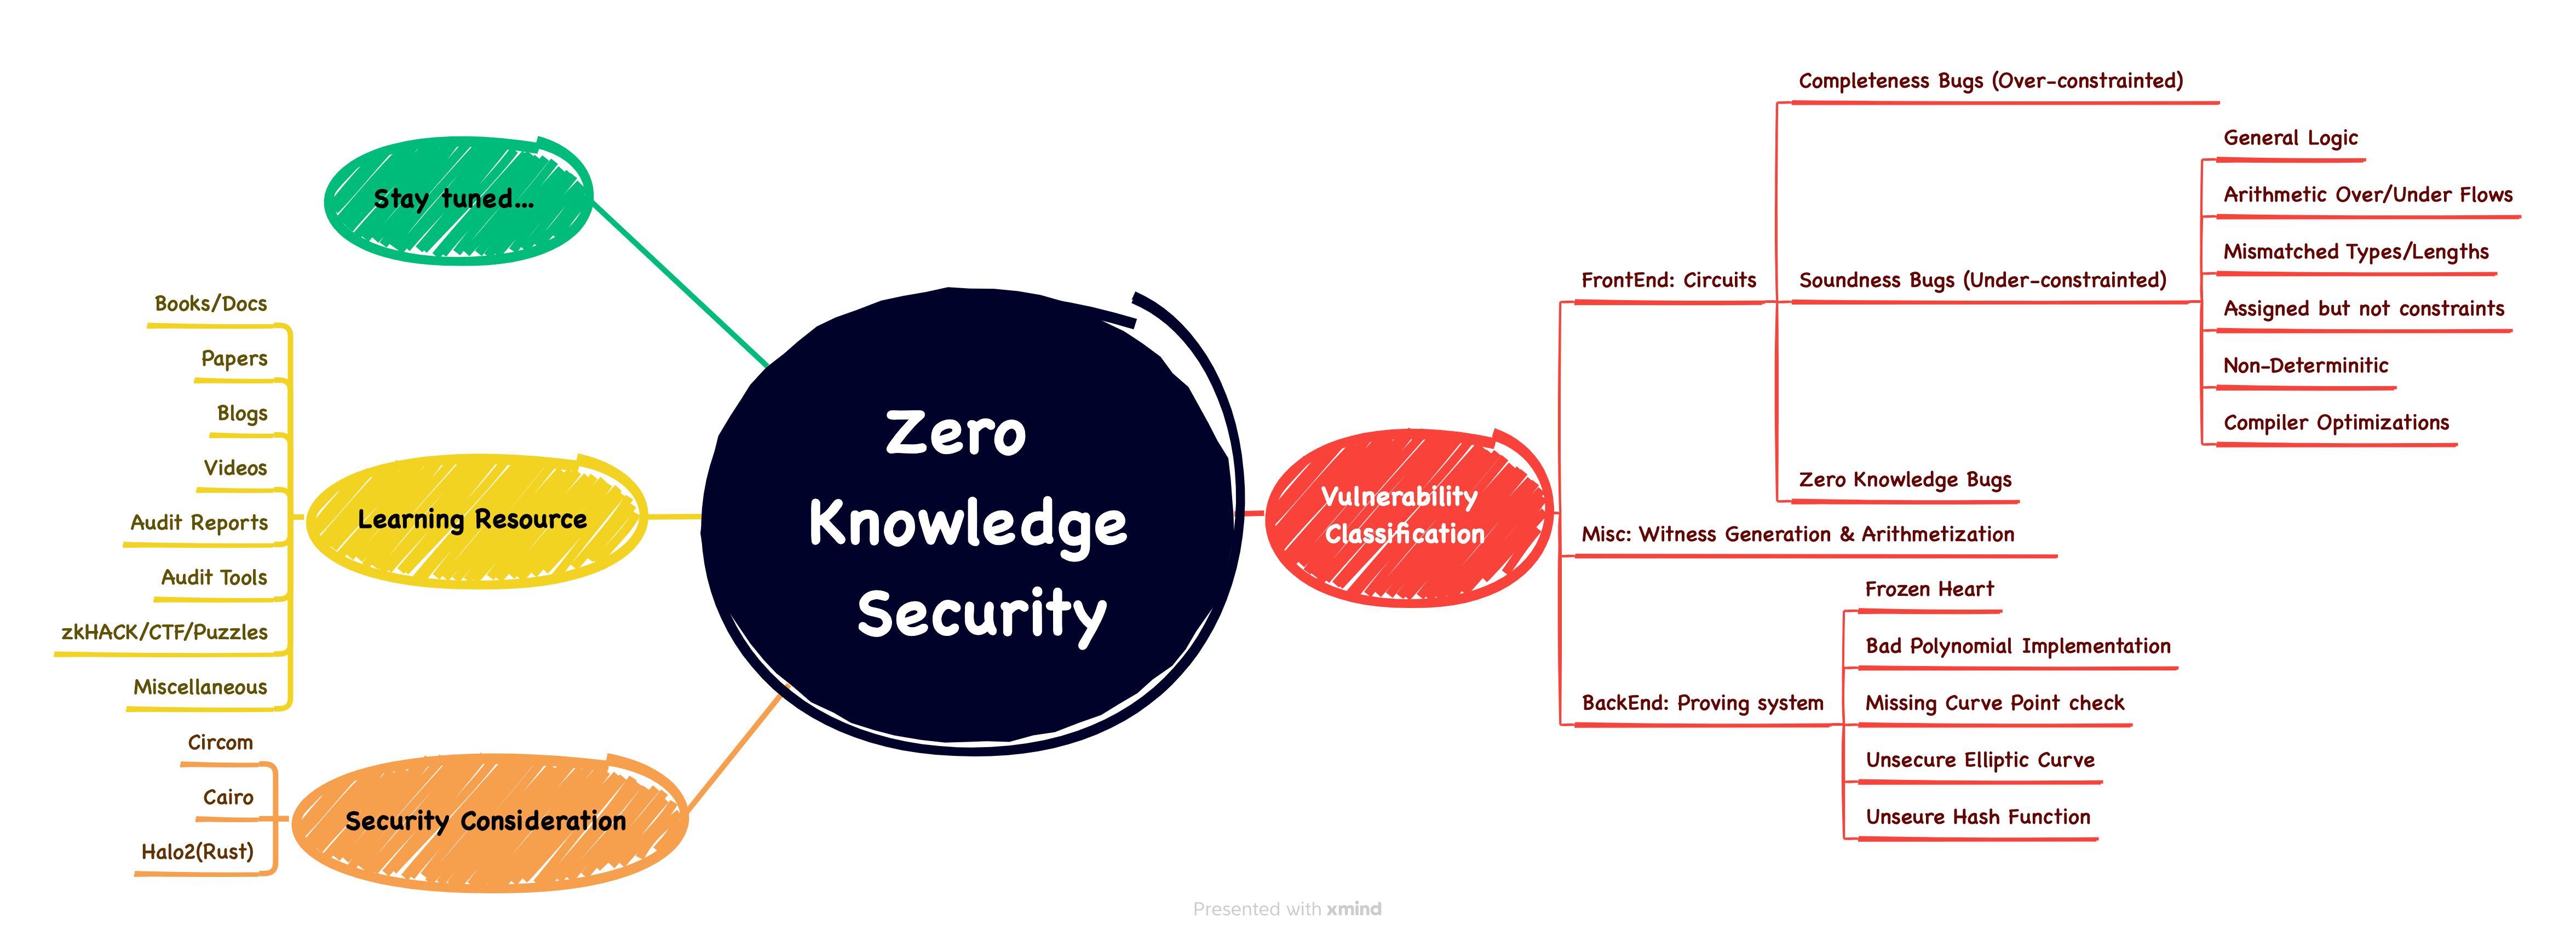 Zero
Knowledge
Security
Stay tuned...
Learning Resource
Books/Docs
Papers
Blogs
Videos
Audit Reports
Audit Tools
zkHACK/CTF/Puzzles
Miscellaneous
Security Consideration
Circom
Cairo
Halo2(Rust)
Vulnerability
Classification
FrontEnd: Circuits
Completeness Bugs (Over-constrainted)
Soundness Bugs (Under-constrainted)
General Logic
Arithmetic Over/Under Flows
Mismatched Types/Lengths
Assigned but not constraints
Non-Determinitic
Compiler Optimizations
Zero Knowledge Bugs
Misc: Witness Generation & Arithmetization
BackEnd: Proving system
Frozen Heart
Bad Polynomial Implementation
Missing Curve Point check
Unsecure Elliptic Curve
Unseure Hash Function
Presented with xmind